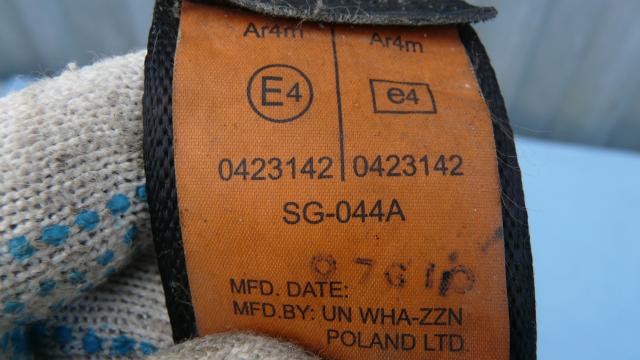 Ar4m Ar4m
E4 e4
0423142 0423142
SG-044A
MFD. DATE:
MFD.BY: UN WHA-ZZN
POLAND LTD.